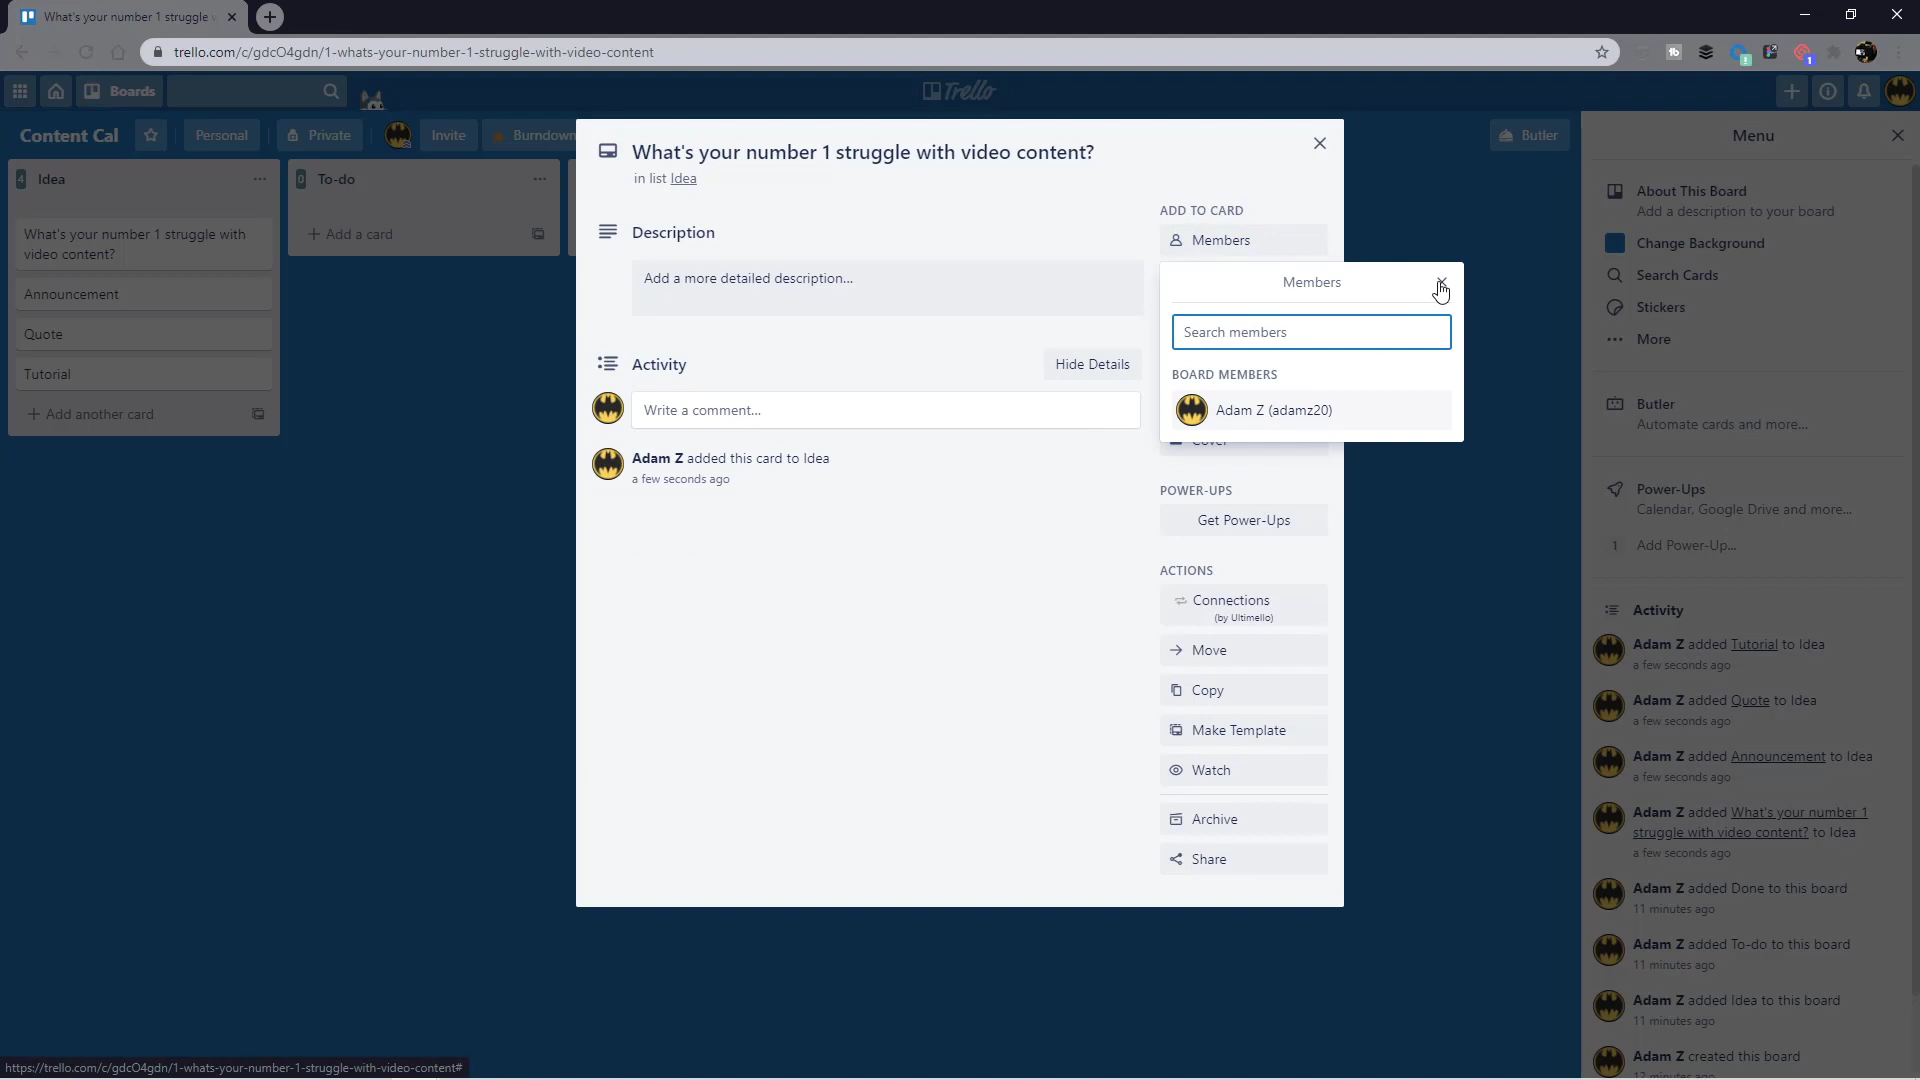 What's your number 1 struggle
trello.com/c/gdcO4gdn/1-whats-your-number-1-struggle-with-video-content
Boards
Trello
Content Cal
Personal
Private
Invite
Burndown
Butler
4 Idea
What's your number 1 struggle with
video content?
Announcement
Quote
Tutorial
+ Add another card
0 To-do
+ Add a card
What's your number 1 struggle with video content?
in list Idea
Description
Add a more detailed description...
Activity
Hide Details
Write a comment...
Adam Z added this card to Idea
a few seconds ago
ADD TO CARD
Members
Members
Search members
BOARD MEMBERS
Adam Z (adamz20)
POWER-UPS
Get Power-Ups
ACTIONS
Connections
(by Ultimello)
Move
Copy
Make Template
Watch
Archive
Share
Menu
About This Board
Add a description to your board
Change Background
Search Cards
Stickers
More
Butler
Automate cards and more...
Power-Ups
Calendar, Google Drive and more...
1 Add Power-Up...
Activity
Adam Z added Tutorial to Idea
a few seconds ago
Adam Z added Quote to Idea
a few seconds ago
Adam Z added Announcement to Idea
a few seconds ago
Adam Z added What's your number 1
struggle with video content? to Idea
a few seconds ago
Adam Z added Done to this board
11 minutes ago
Adam Z added To-do to this board
11 minutes ago
Adam Z added Idea to this board
11 minutes ago
Adam Z created this board
12 minutes ago
https://trello.com/c/gdcO4gdn/1-whats-your-number-1-struggle-with-video-content#